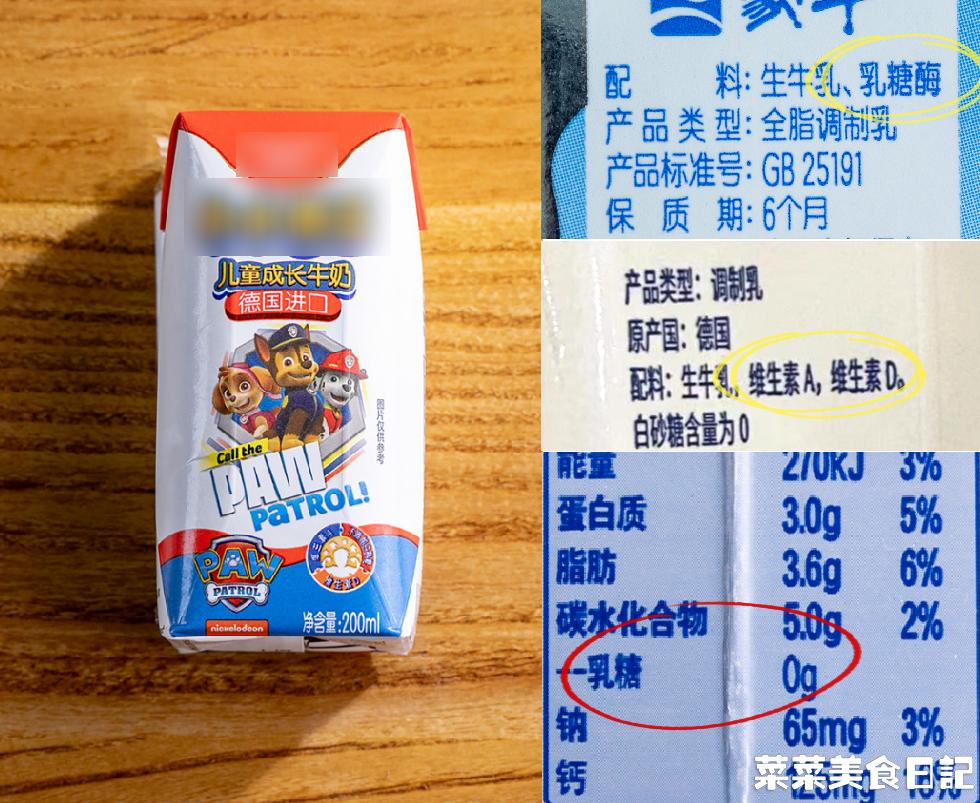 儿童成长牛奶
德国进口
图片仅供参考
Call the
PAW
PATROL!
PAW
PATROL
nickelodeon
净含量:200ml
配 料: 生牛乳、乳糖酶
产品类型: 全脂调制乳
产品标准号: GB 25191
保 质 期: 6个月
产品类型: 调制乳
原产国: 德国
配料: 生牛乳, 维生素A, 维生素D。
白砂糖含量为0
能量 270kJ 3%
蛋白质 3.0g 5%
脂肪 3.6g 6%
碳水化合物 5.0g 2%
—乳糖 0g
钠 65mg 3%
钙
菜菜美食日記